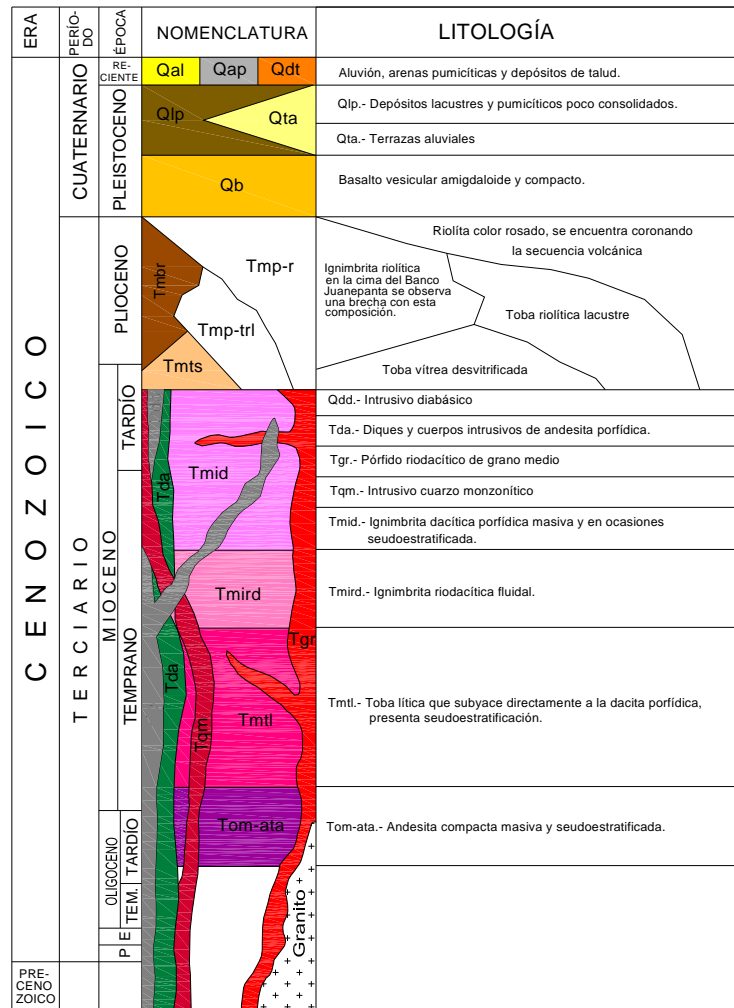 ERA
PERÍO-
DO
ÉPOCA
NOMENCLATURA
LITOLOGÍA
CENOZOICO
CUATERNARIO
RE-
CIENTE
Qal
Qap
Qdt
Aluvión, arenas pumicíticas y depósitos de talud.
PLEISTOCENO
Qlp
Qta
Qlp.- Depósitos lacustres y pumicíticos poco consolidados.
Qta.- Terrazas aluviales
Qb
Basalto vesicular amigdaloide y compacto.
TERCIARIO
PLIOCENO
Tmbr
Tmp-r
Tmp-trl
Tmts
Riolíta color rosado, se encuentra coronando
la secuencia volcánica
Ignimbrita riolítica
en la cima del Banco
Juanepanta se observa
una brecha con esta
composición.
Toba riolítica lacustre
Toba vítrea desvitrificada
MIOCENO
TARDÍO
Tda
Tmid
Qdd.- Intrusivo diabásico
Tda.- Diques y cuerpos intrusivos de andesita porfídica.
Tgr.- Pórfido riodacítico de grano medio
Tqm.- Intrusivo cuarzo monzonítico
Tmid.- Ignimbrita dacítica porfídica masiva y en ocasiones
seudoestratificada.
TEMPRANO
Tmird
Tmird.- Ignimbrita riodacítica fluidal.
Tgr
Tda
Tqm
Tmtl
Tmtl.- Toba lítica que subyace directamente a la dacita porfídica,
presenta seudoestratificación.
OLIGOCENO
TARDÍO
Tom-ata
Tom-ata.- Andesita compacta masiva y seudoestratificada.
TEM.
Granito
E
P
PRE-
CENO
ZOICO